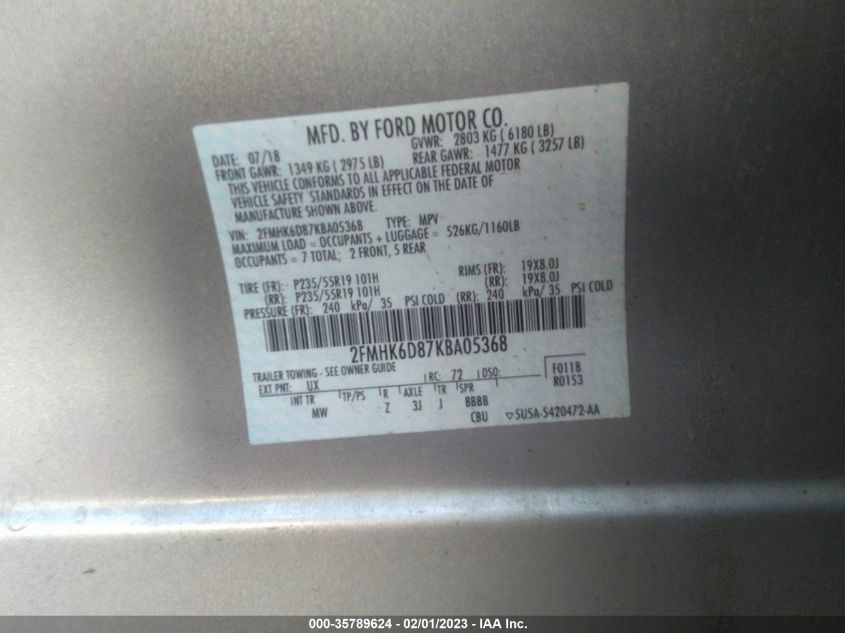 MFD. BY FORD MOTOR CO.
DATE: 07/18 GVWR: 2803 KG ( 6180 LB)
FRONT GAWR: 1349 KG ( 2975 LB) REAR GAWR: 1477 KG ( 3257 LB)
THIS VEHICLE CONFORMS TO ALL APPLICABLE FEDERAL MOTOR
VEHICLE SAFETY STANDARDS IN EFFECT ON THE DATE OF
MANUFACTURE SHOWN ABOVE.
VIN: 2FMHK6D87KBA05368 TYPE: MPV
MAXIMUM LOAD = OCCUPANTS + LUGGAGE = 526KG/1160LB
OCCUPANTS = 7 TOTAL; 2 FRONT, 5 REAR
TIRE (FR): P235/55R19 101H RIMS (FR): 19X8.0J
(RR): P235/55R19 101H (RR): 19X8.0J
PRESSURE (FR): 240 kPa/ 35 PSI COLD (RR): 240 kPa/ 35 PSI COLD
2FMHK6D87KBA05368
TRAILER TOWING - SEE OWNER GUIDE
EXT PNT: UX RC: 72 DSO: F0118
R0153
INT TR TP/PS R AXLE TR SPR
MW Z 3J J BBBB
CBU ▽SUSA-5420472-AA
000-35789624 - 02/01/2023 - IAA Inc.